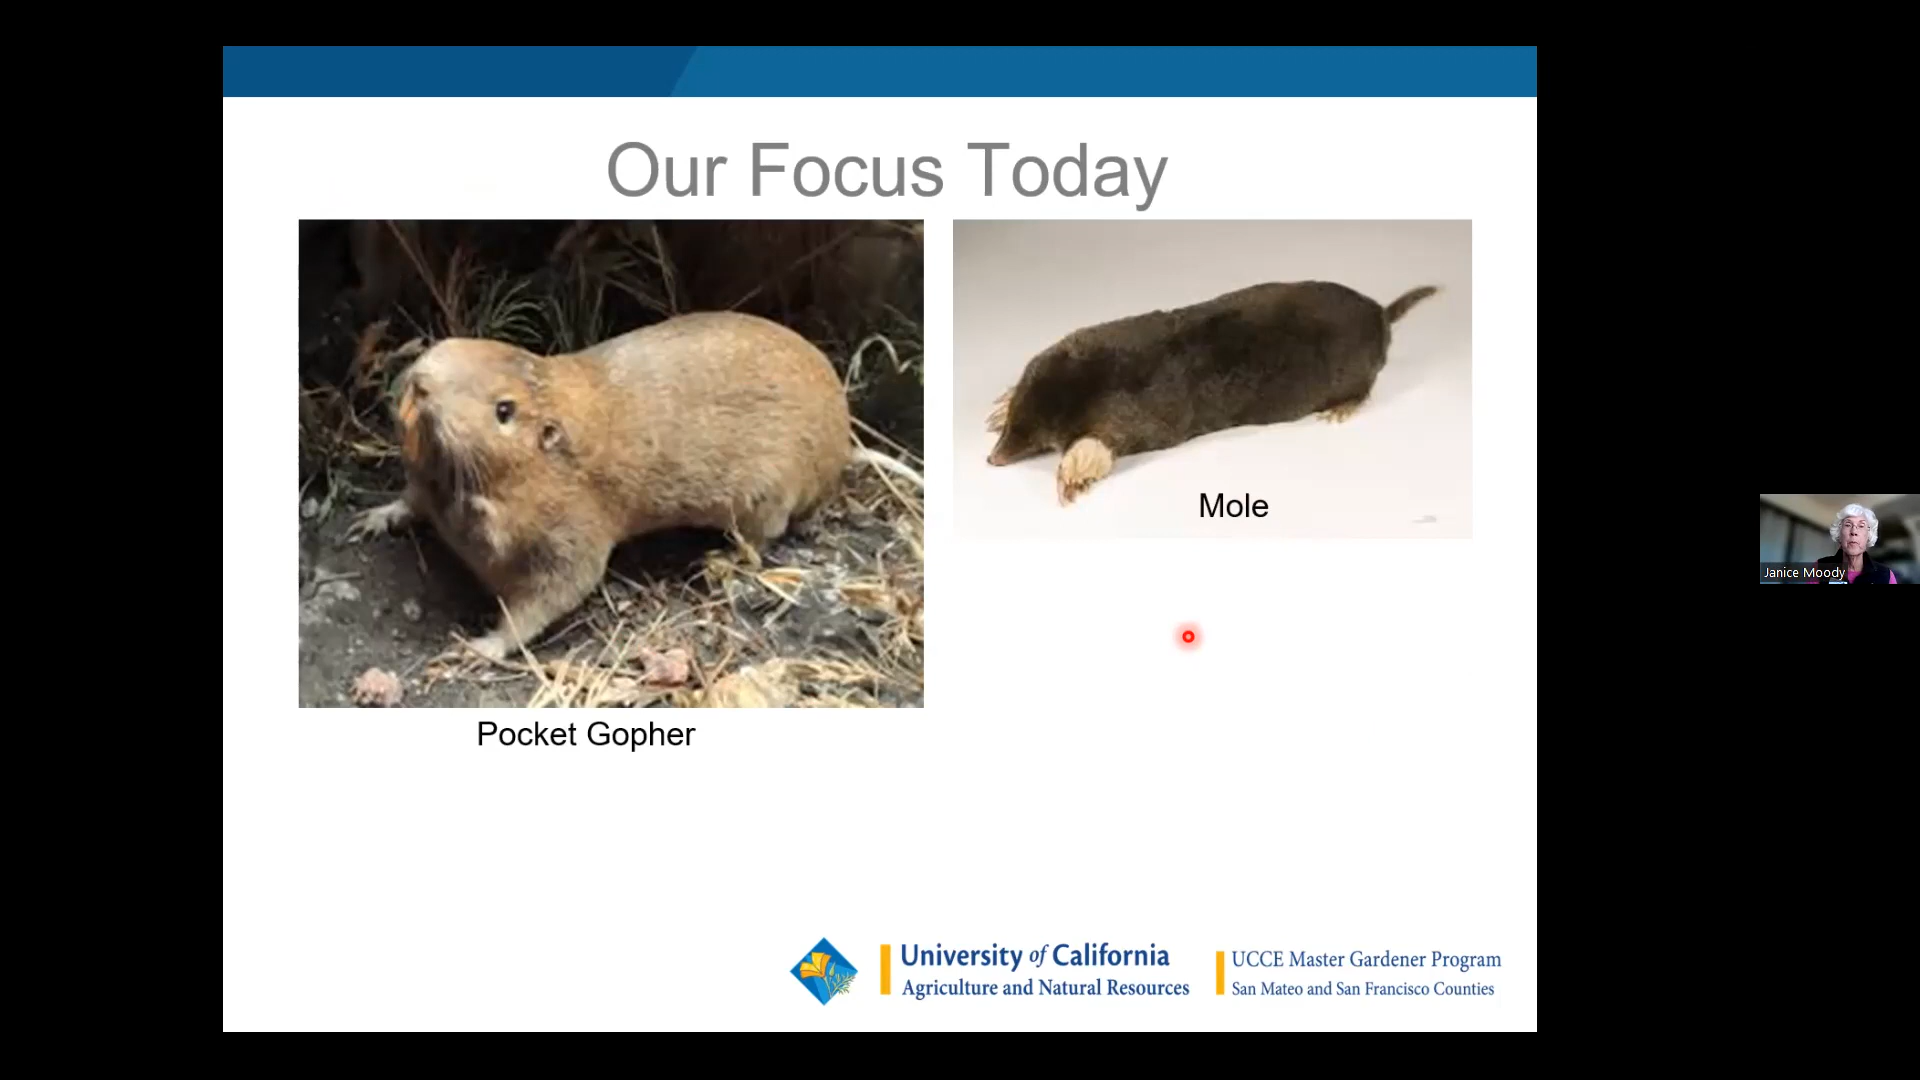 Our Focus Today
Mole
Pocket Gopher
Janice Moody
University of California
Agriculture and Natural Resources
UCCE Master Gardener Program
San Mateo and San Francisco Counties